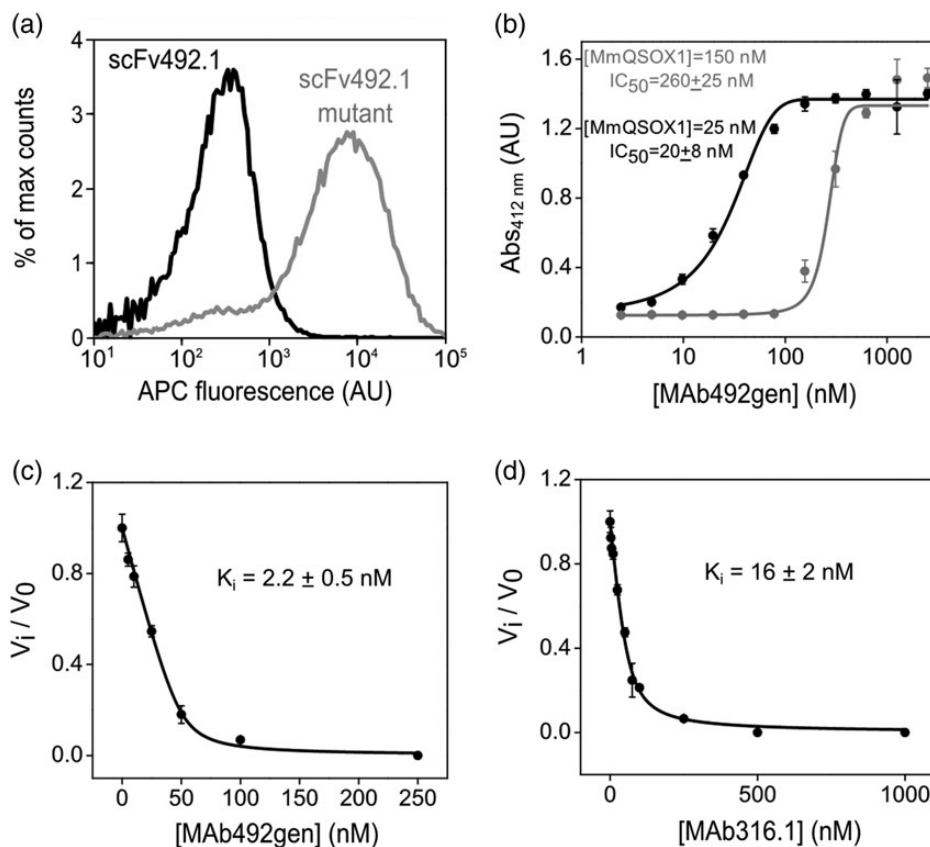 (a)
scFv492.1
scFv492.1
mutant
% of max counts
4
3
2
1
0
10¹ 10² 10³ 10⁴ 10⁵
APC fluorescence (AU)
(b)
[MmQSOX1]=150 nM
IC₅₀=260±25 nM
[MmQSOX1]=25 nM
IC₅₀=20±8 nM
Abs₄₁₂ ₙₘ (AU)
1.6
1.2
0.8
0.4
0.0
1 10 100 1000
[MAb492gen] (nM)
(c)
Kᵢ = 2.2 ± 0.5 nM
Vᵢ / V₀
1.2
0.8
0.4
0.0
0 50 100 150 200 250
[MAb492gen] (nM)
(d)
Kᵢ = 16 ± 2 nM
Vᵢ / V₀
1.2
0.8
0.4
0.0
0 500 1000
[MAb316.1] (nM)